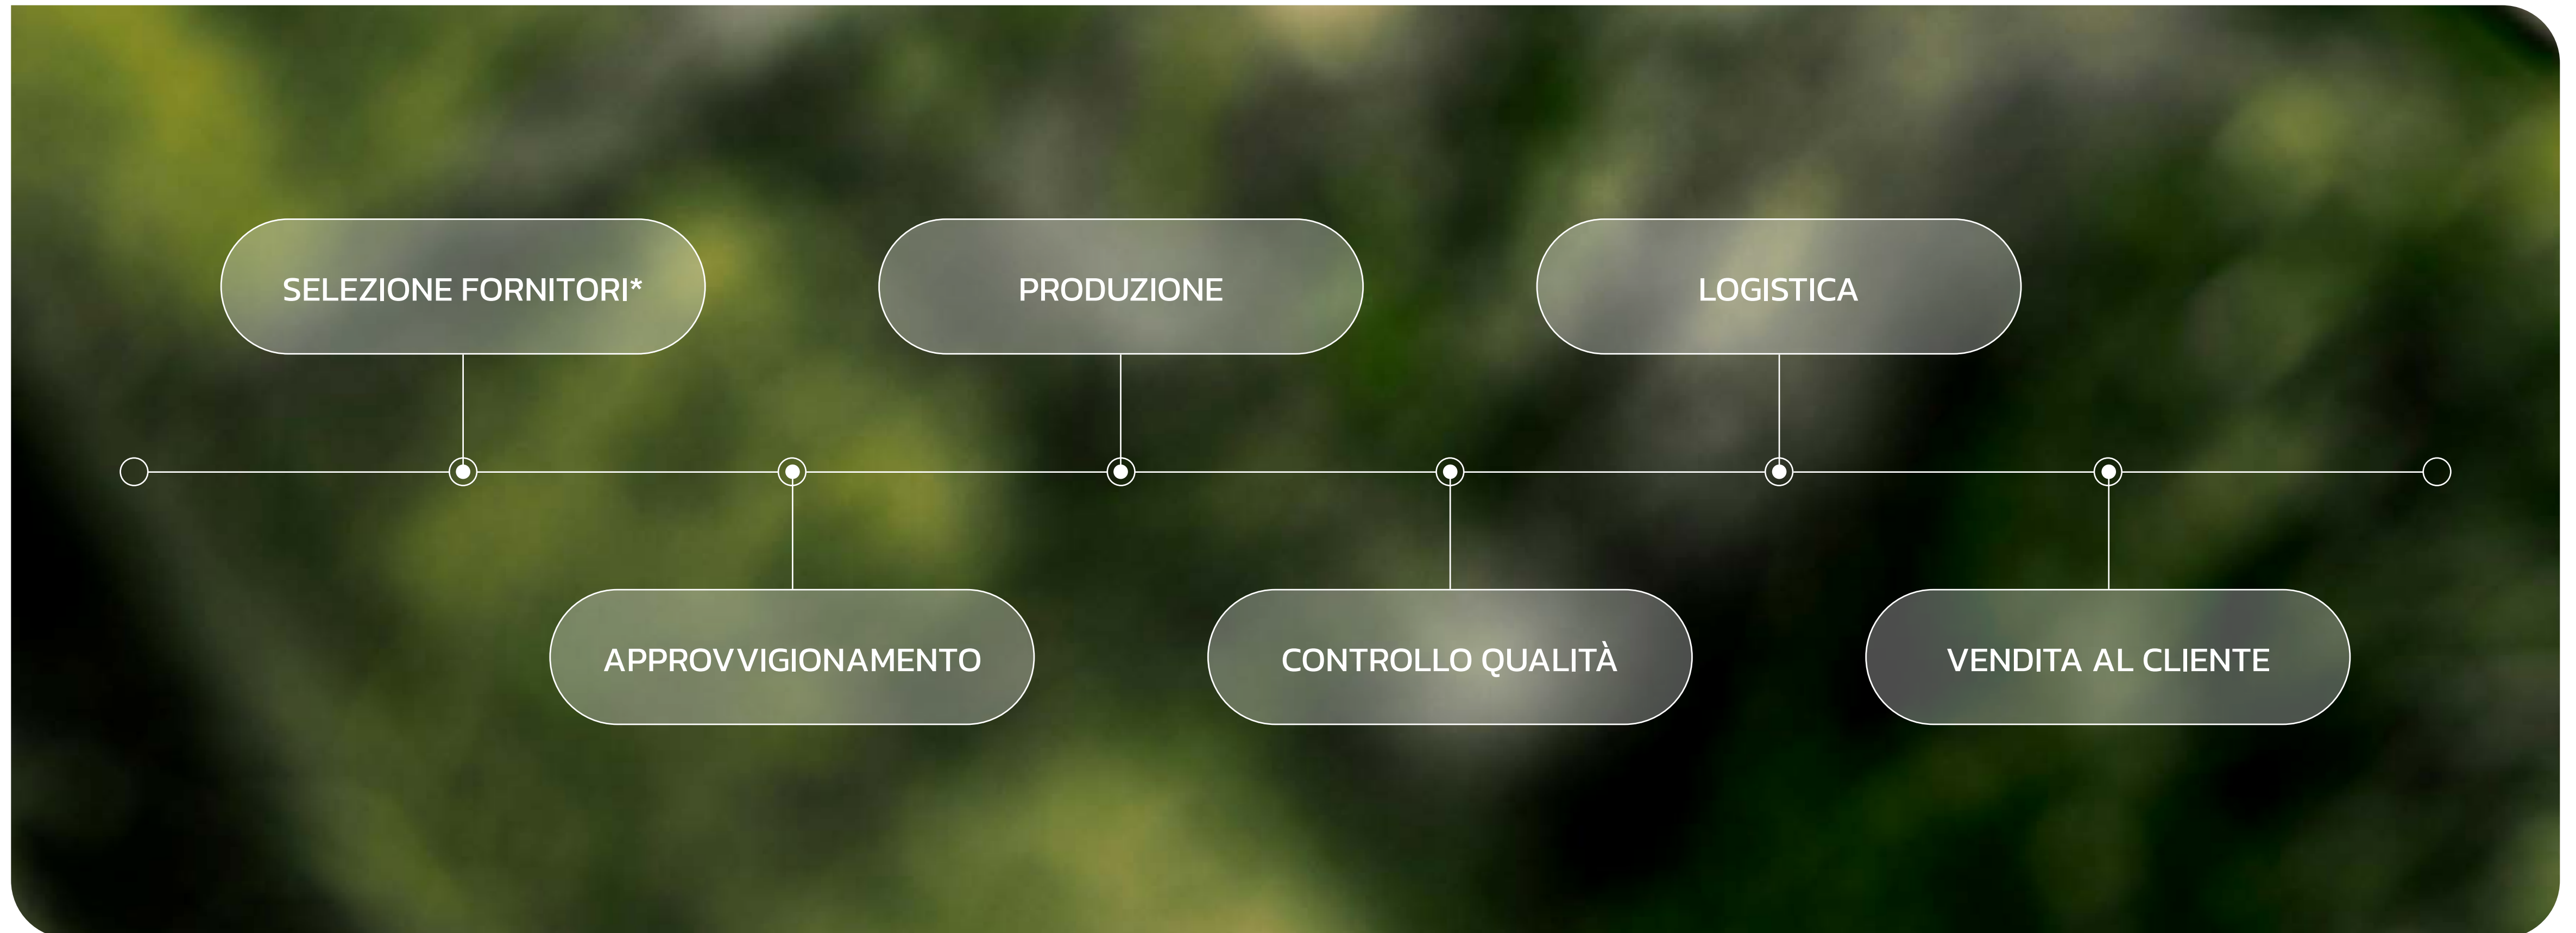 SELEZIONE FORNITORI*
APPROVVIGIONAMENTO
PRODUZIONE
CONTROLLO QUALITÀ
LOGISTICA
VENDITA AL CLIENTE